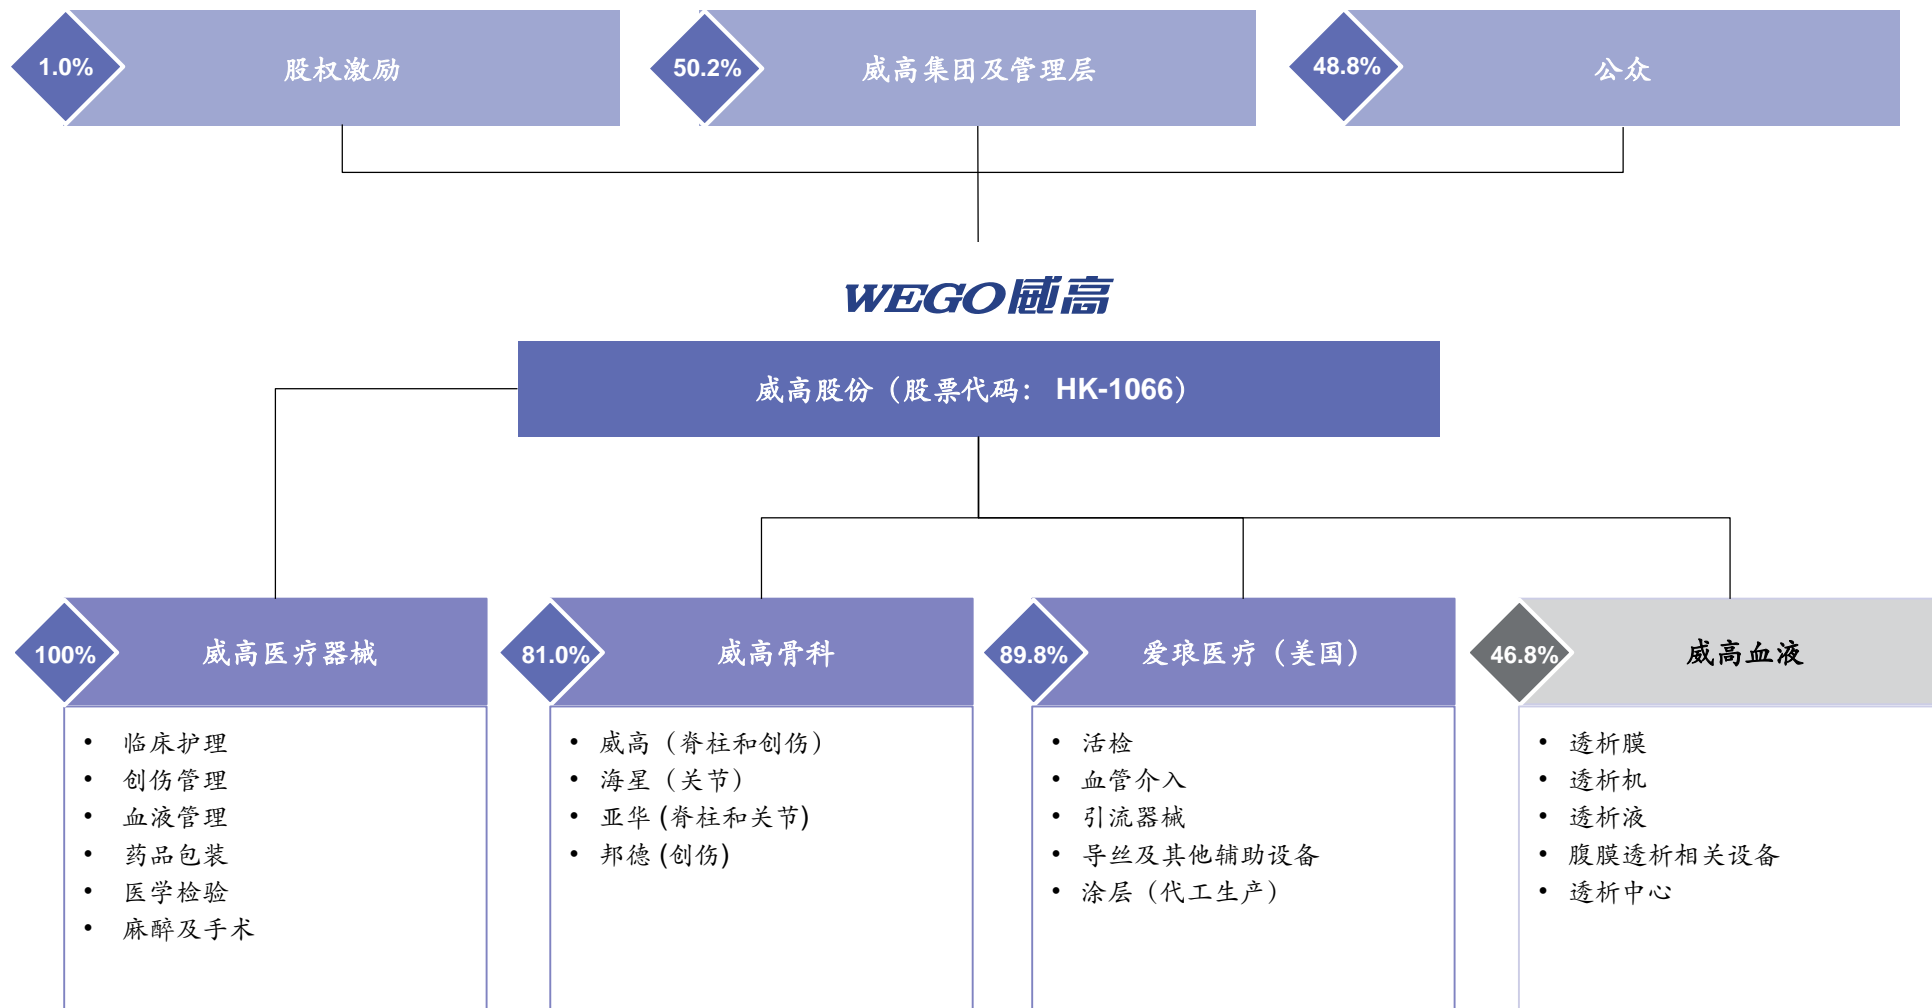 1.0%
股权激励
50.2%
威高集团及管理层
48.8%
公众
WEGO威高
威高股份（股票代码： HK-1066）
100%
威高医疗器械
• 临床护理
• 创伤管理
• 血液管理
• 药品包装
• 医学检验
• 麻醉及手术
81.0%
威高骨科
• 威高（脊柱和创伤）
• 海星（关节）
• 亚华 (脊柱和关节)
• 邦德 (创伤)
89.8%
爱琅医疗（美国）
• 活检
• 血管介入
• 引流器械
• 导丝及其他辅助设备
• 涂层（代工生产）
46.8%
威高血液
• 透析膜
• 透析机
• 透析液
• 腹膜透析相关设备
• 透析中心